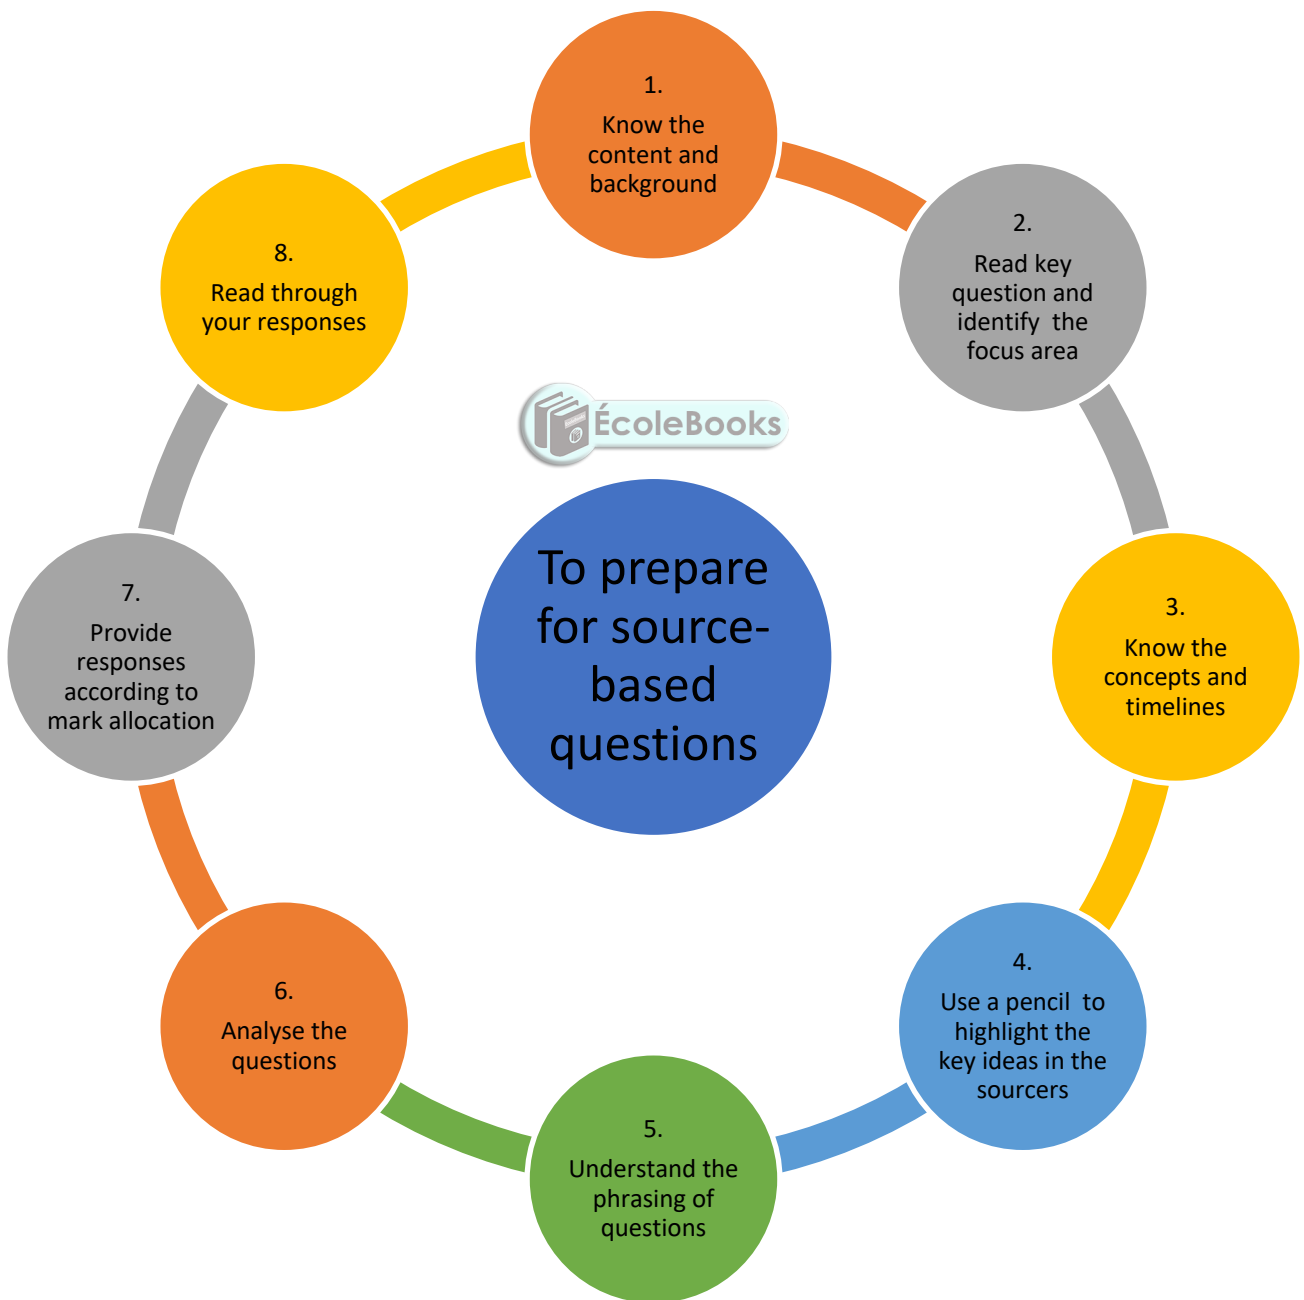 1.
Know the
content and
background
2.
Read key
question and
identify  the
focus area
3.
Know the
concepts and
timelines
4.
Use a pencil  to
highlight the
key ideas in the
sourcers
5.
Understand the
phrasing of
questions
6.
Analyse the
questions
7.
Provide
responses
according to
mark allocation
8.
Read through
your responses
ÉcoleBooks
To prepare
for source-
based
questions